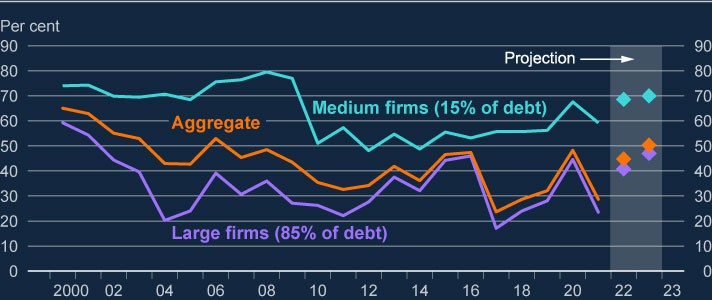 Per cent
90 90
Projection
80 80
70 70
Medium firms (15% of debt)
Aggregate
60 60
50 50
40 40
30 30
20 20
Large firms (85% of debt)
10 10
0 0
2000 02 04 06 08 10 12 14 16 18 20 22 23